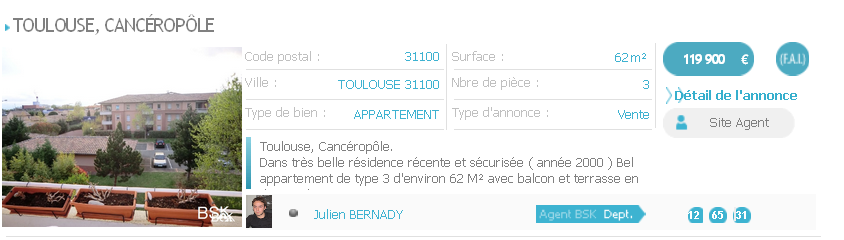 TOULOUSE, CANCÉROPÔLE
Code postal : 31100 Surface : 62 m² 119 900 € (F.A.I.)
Ville : TOULOUSE 31100 Nbre de pièce : 3 Détail de l'annonce
Type de bien : APPARTEMENT Type d'annonce : Vente Site Agent
Toulouse, Cancéropôle.
Dans très belle résidence récente et sécurisée ( année 2000 ) Bel
appartement de type 3 d'environ 62 M² avec balcon et terrasse en
BSK
Julien BERNADY Agent BSK Dept. 12 65 31